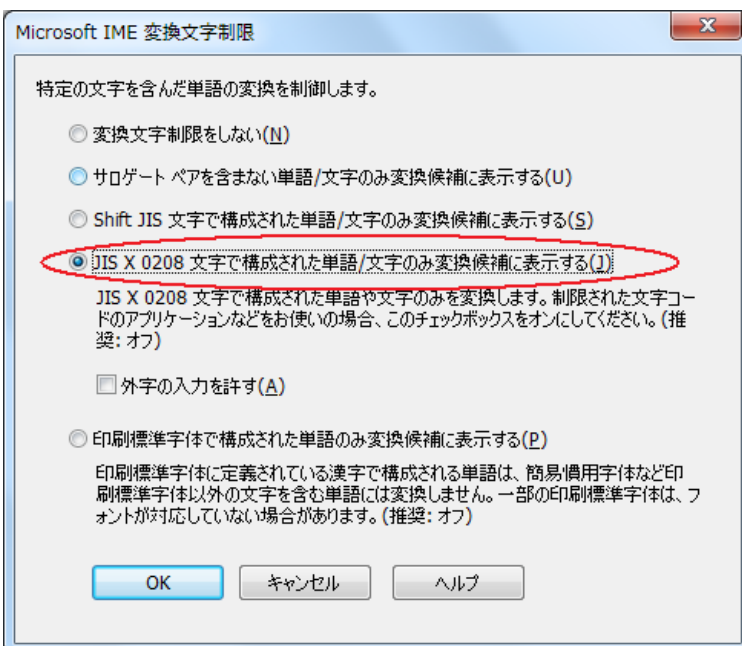 Microsoft IME 変換文字制限
特定の文字を含んだ単語の変換を制御します。
変換文字制限をしない(N)
サロゲート ペアを含まない単語/文字のみ変換候補に表示する(U)
Shift JIS 文字で構成された単語/文字のみ変換候補に表示する(S)
JIS X 0208 文字で構成された単語/文字のみ変換候補に表示する(J)
JIS X 0208 文字で構成された単語や文字のみを変換します。制限された文字コー
ドのアプリケーションなどをお使いの場合、このチェックボックスをオンにしてください。(推
奨: オフ)
外字の入力を許す(A)
印刷標準字体で構成された単語のみ変換候補に表示する(P)
印刷標準字体に定義されている漢字で構成される単語は、簡易慣用字体など印
刷標準字体以外の文字を含む単語には変換しません。一部の印刷標準字体は、フ
ォントが対応していない場合があります。(推奨: オフ)
OK キャンセル ヘルプ